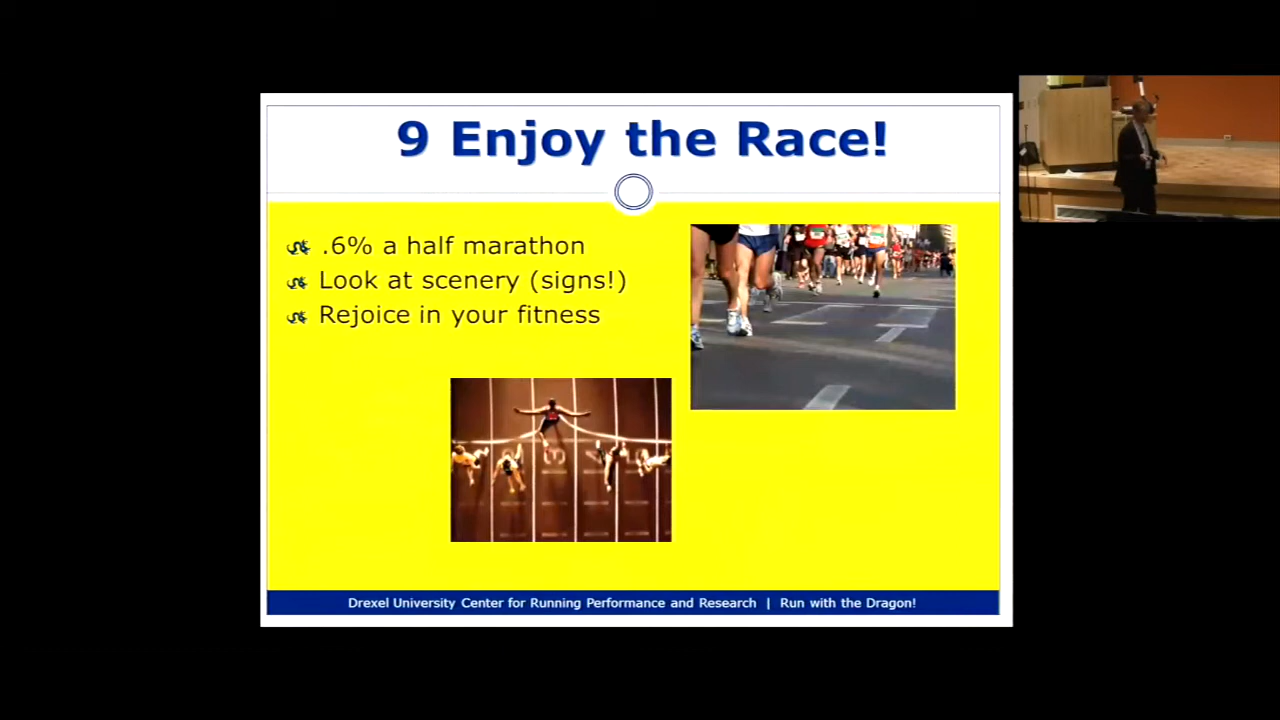 9 Enjoy the Race!
.6% a half marathon
Look at scenery (signs!)
Rejoice in your fitness
Drexel University Center for Running Performance and Research | Run with the Dragon!